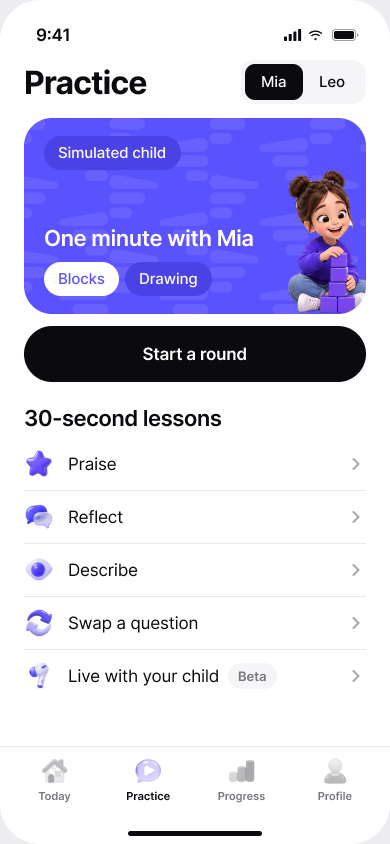 9:41
Practice
Mia
Leo
Simulated child
One minute with Mia
Blocks
Drawing
Start a round
30-second lessons
Praise
Reflect
Describe
Swap a question
Live with your child
Beta
Today
Practice
Progress
Profile